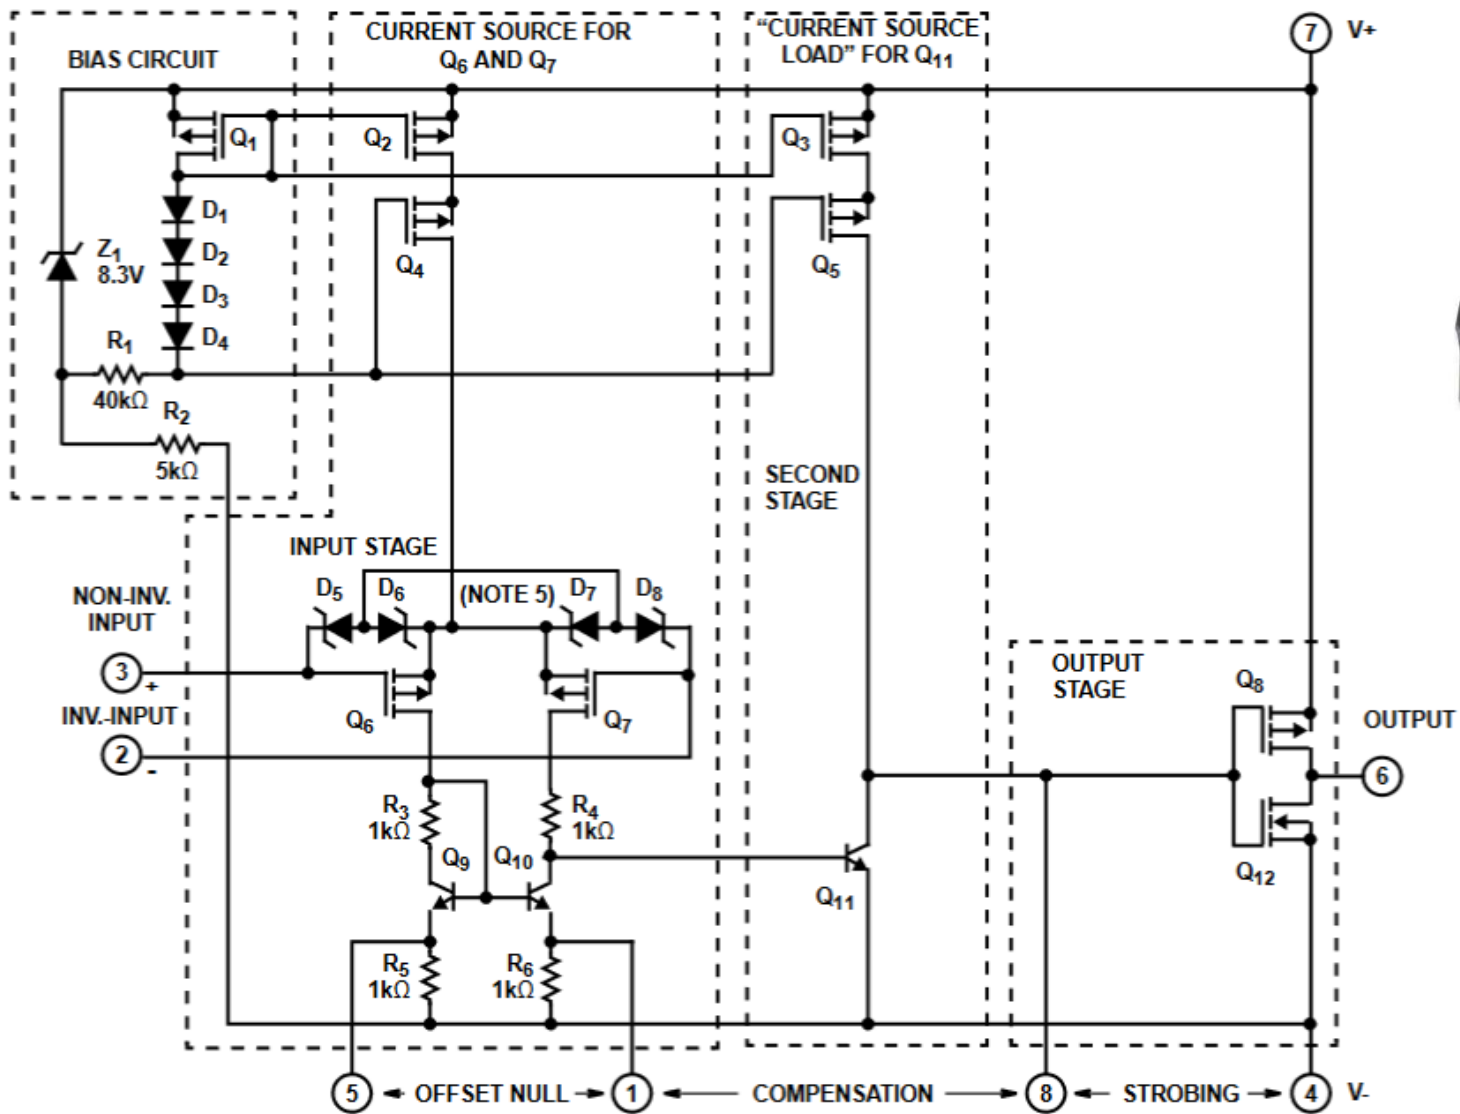 BIAS CIRCUIT
CURRENT SOURCE FOR
Q6 AND Q7
“CURRENT SOURCE
LOAD” FOR Q11
7
V+
Q1
Q2
Q3
D1
D2
D3
D4
Z1
8.3V
Q4
Q5
R1
40kΩ
R2
5kΩ
SECOND
STAGE
INPUT STAGE
NON-INV.
INPUT
3
+
INV.-INPUT
2
-
D5
D6
(NOTE 5)
D7
D8
Q6
Q7
OUTPUT
STAGE
Q8
OUTPUT
6
Q12
R3
1kΩ
R4
1kΩ
Q9
Q10
Q11
R5
1kΩ
R6
1kΩ
5
OFFSET NULL
1
COMPENSATION
8
STROBING
4
V-